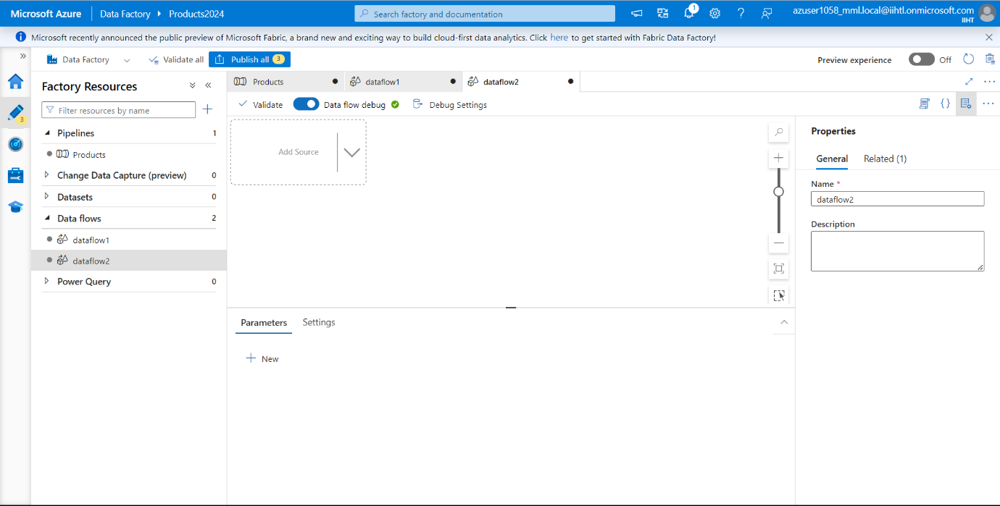 Microsoft Azure
Data Factory
Products2024
Search factory and documentation
1
azuser1058_mml.local@iihtl.onmicrosoft.com
IIHT
Microsoft recently announced the public preview of Microsoft Fabric, a brand new and exciting way to build cloud-first data analytics. Click here to get started with Fabric Data Factory!
Data Factory
Validate all
Publish all 3
Preview experience
Off
Factory Resources
Filter resources by name
3
Pipelines 1
Products
Change Data Capture (preview) 0
Datasets 0
Data flows 2
dataflow1
dataflow2
Power Query 0
Products
dataflow1
dataflow2
Validate
Data flow debug
Debug Settings
Add Source
Parameters
Settings
New
Properties
General
Related (1)
Name *
dataflow2
Description